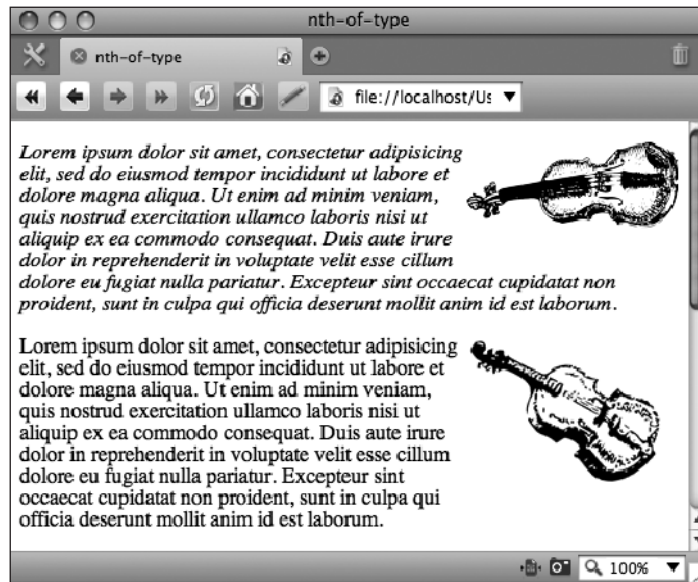 nth-of-type
nth-of-type
file://localhost/Us
Lorem ipsum dolor sit amet, consectetur adipisicing
elit, sed do eiusmod tempor incididunt ut labore et
dolore magna aliqua. Ut enim ad minim veniam,
quis nostrud exercitation ullamco laboris nisi ut
aliquip ex ea commodo consequat. Duis aute irure
dolor in reprehenderit in voluptate velit esse cillum
dolore eu fugiat nulla pariatur. Excepteur sint occaecat cupidatat non
proident, sunt in culpa qui officia deserunt mollit anim id est laborum.
Lorem ipsum dolor sit amet, consectetur adipisicing
elit, sed do eiusmod tempor incididunt ut labore et
dolore magna aliqua. Ut enim ad minim veniam,
quis nostrud exercitation ullamco laboris nisi ut
aliquip ex ea commodo consequat. Duis aute irure
dolor in reprehenderit in voluptate velit esse cillum
dolore eu fugiat nulla pariatur. Excepteur sint
occaecat cupidatat non proident, sunt in culpa qui
officia deserunt mollit anim id est laborum.
100%